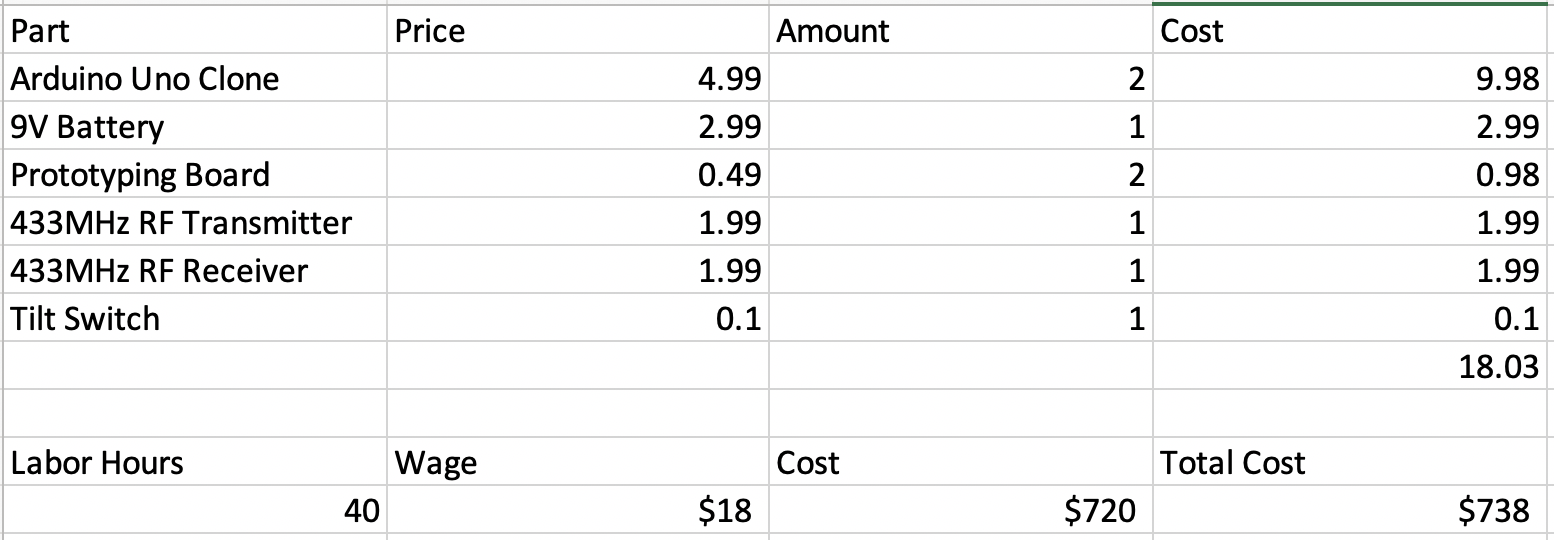 Part Price Amount Cost
Arduino Uno Clone 4.99 2 9.98
9V Battery 2.99 1 2.99
Prototyping Board 0.49 2 0.98
433MHz RF Transmitter 1.99 1 1.99
433MHz RF Receiver 1.99 1 1.99
Tilt Switch 0.1 1 0.1
18.03
Labor Hours Wage Cost Total Cost
40 $18 $720 $738